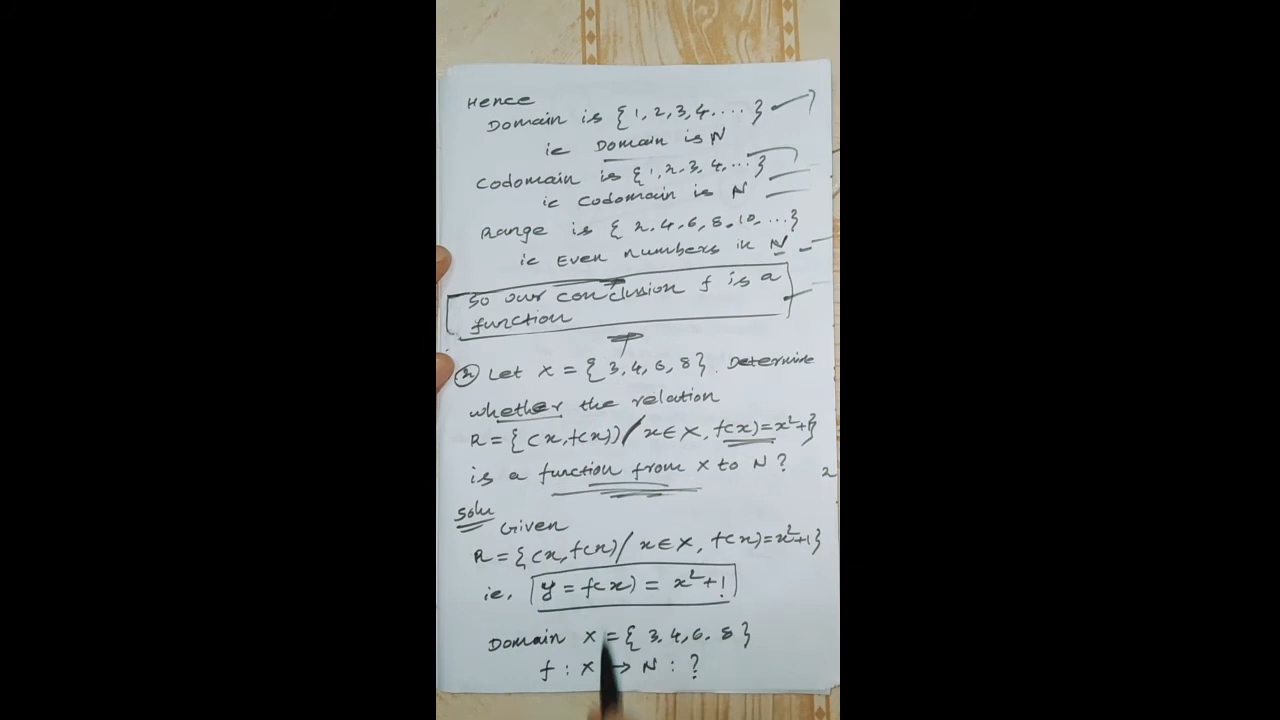 Hence
Domain is {1, 2, 3, 4, ....}
ie Domain is N
Codomain is {1, 2, 3, 4, ...}
ie Codomain is N
Range is {2, 4, 6, 8, 10, ...}
ie Even numbers in N
So our conclusion f is a
function
② Let X = {3, 4, 6, 8}. Determine
whether the relation
R = {(x, f(x)) / x ∈ X, f(x) = x²+1}
is a function from X to N ?
2
Solu
Given
R = {(x, f(x) / x ∈ X, f(x) = x²+1}
ie, y = f(x) = x²+1
Domain X = {3, 4, 6, 8}
f : X → N : ?